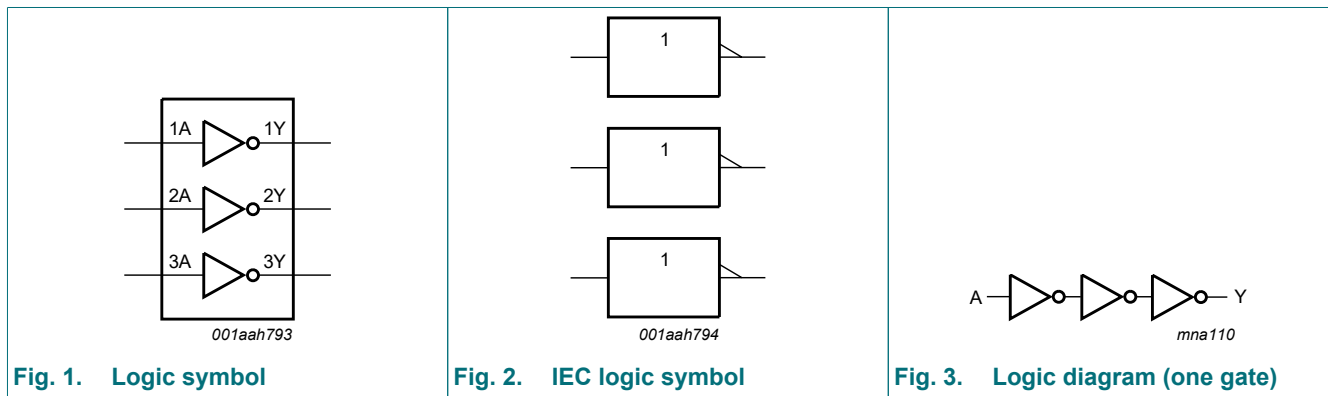 1A 1Y
2A 2Y
3A 3Y
001aah793
Fig. 1. Logic symbol
1
1
1
001aah794
Fig. 2. IEC logic symbol
A Y
mna110
Fig. 3. Logic diagram (one gate)